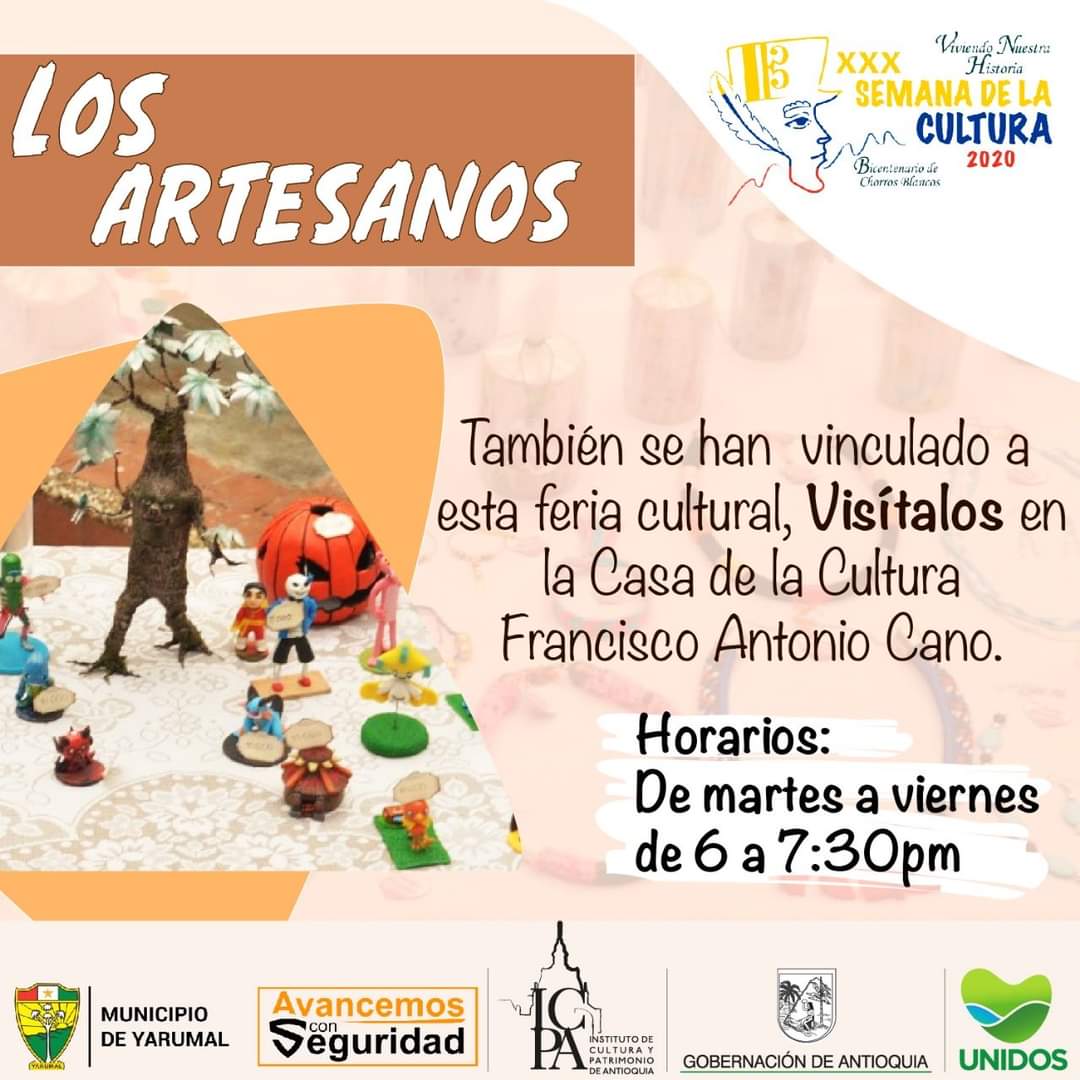 LOS
ARTESANOS
Viviendo Nuestra
Historia
XXX
SEMANA DE LA
CULTURA
2020
Bicentenario de
Chorros Blancos
También se han vinculado a
esta feria cultural, Visítalos en
la Casa de la Cultura
Francisco Antonio Cano.
Horarios:
De martes a viernes
de 6 a 7:30pm
YARUMAL
MUNICIPIO
DE YARUMAL
Avancemos
con
Seguridad
ICPA
INSTITUTO DE
CULTURA Y
PATRIMONIO
DE ANTIOQUIA
GOBERNACIÓN DE ANTIOQUIA
UNIDOS